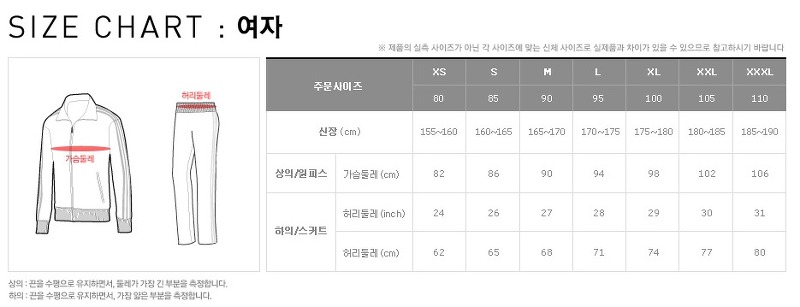 SIZE CHART : 여자
※ 제품의 실측 사이즈가 아닌 각 사이즈에 맞는 신체 사이즈로 실제품과 차이가 있을 수 있으므로 참고하시기 바랍니다
허리둘레
가슴둘레
주문사이즈 XS S M L XL XXL XXXL
80 85 90 95 100 105 110
신장 (cm) 155~160 160~165 165~170 170~175 175~180 180~185 185~190
상의/원피스 가슴둘레 (cm) 82 86 90 94 98 102 106
하의/스커트 허리둘레 (inch) 24 26 27 28 29 30 31
허리둘레 (cm) 62 65 68 71 74 77 80
상의 : 끈을 수평으로 유지하면서, 둘레가 가장 긴 부분을 측정합니다.
하의 : 끈을 수평으로 유지하면서, 가장 얇은 부분을 측정합니다.